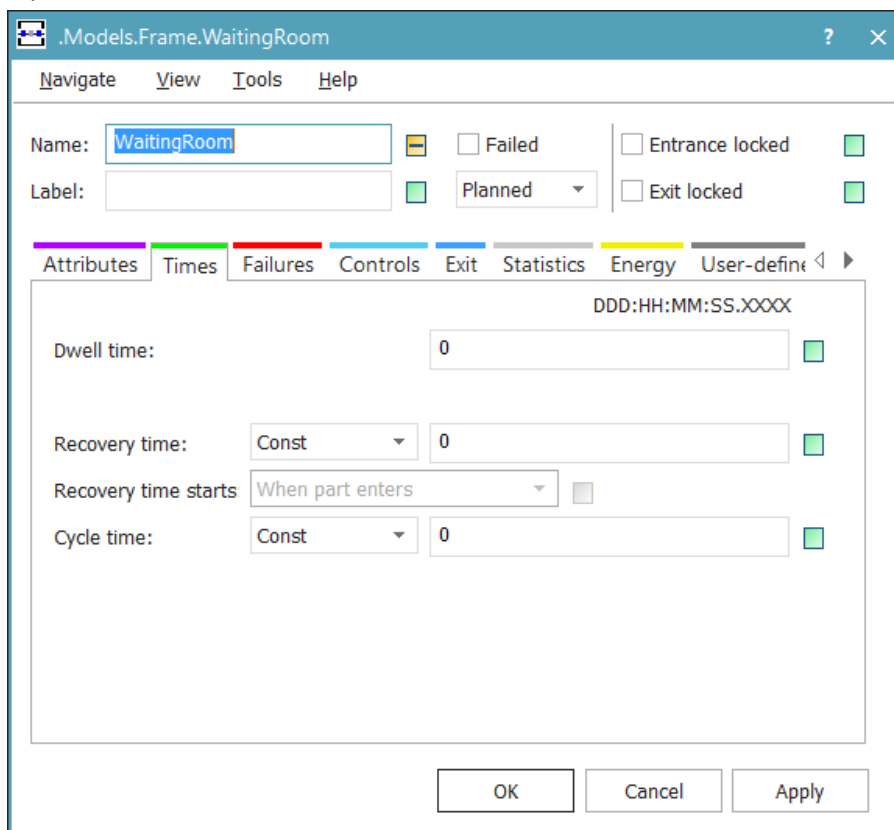 .Models.Frame.WaitingRoom ? ×
Navigate View Tools Help
Name: WaitingRoom Failed Entrance locked
Label: Planned Exit locked
Attributes Times Failures Controls Exit Statistics Energy User-define
DDD:HH:MM:SS.XXXX
Dwell time: 0
Recovery time: Const 0
Recovery time starts: When part enters
Cycle time: Const 0
OK Cancel Apply